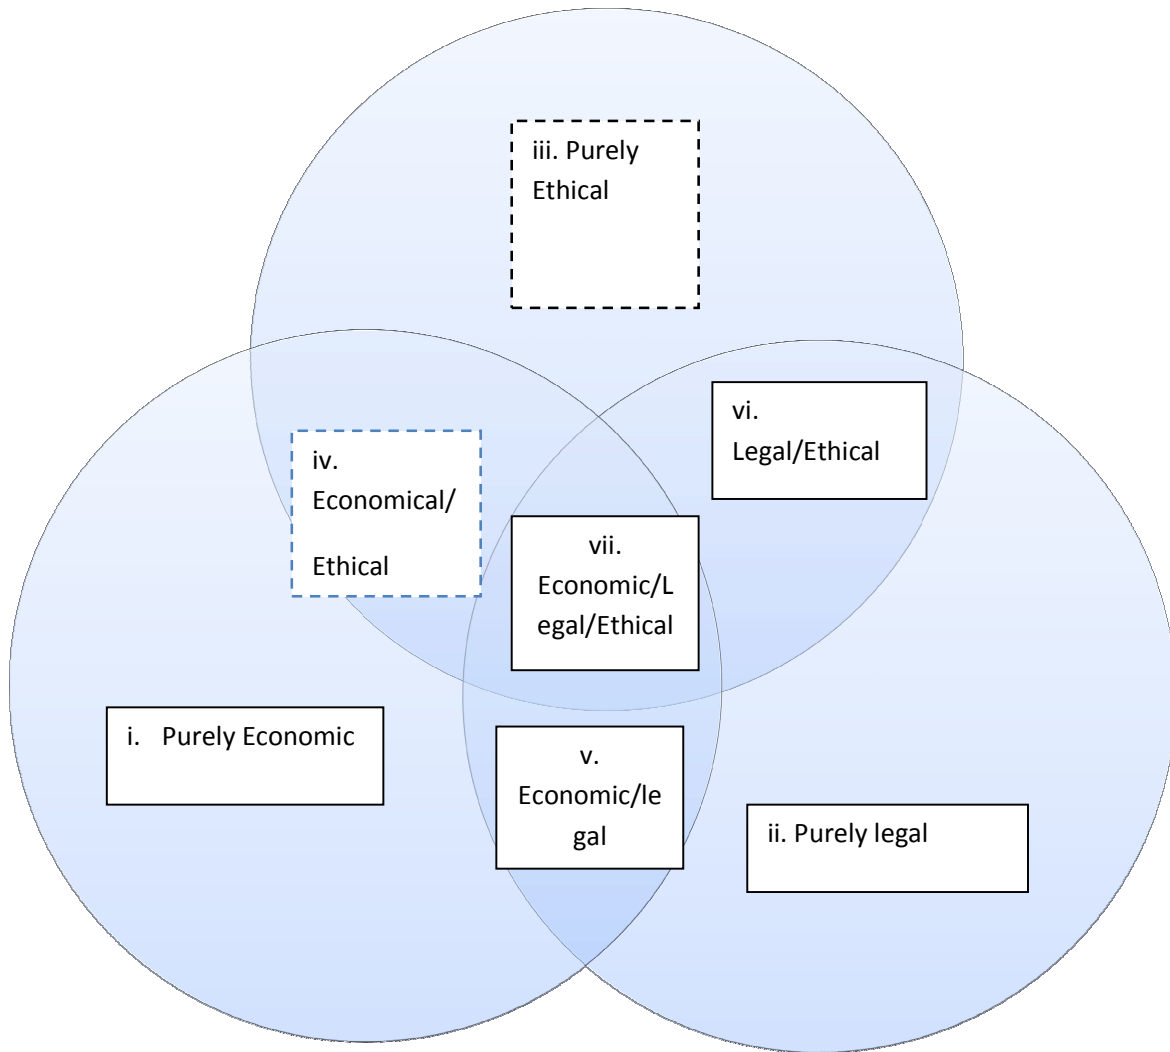 iii. Purely
Ethical
vi.
Legal/Ethical
iv.
Economical/
Ethical
vii.
Economic/L
egal/Ethical
i. Purely Economic
v.
Economic/le
gal
ii. Purely legal